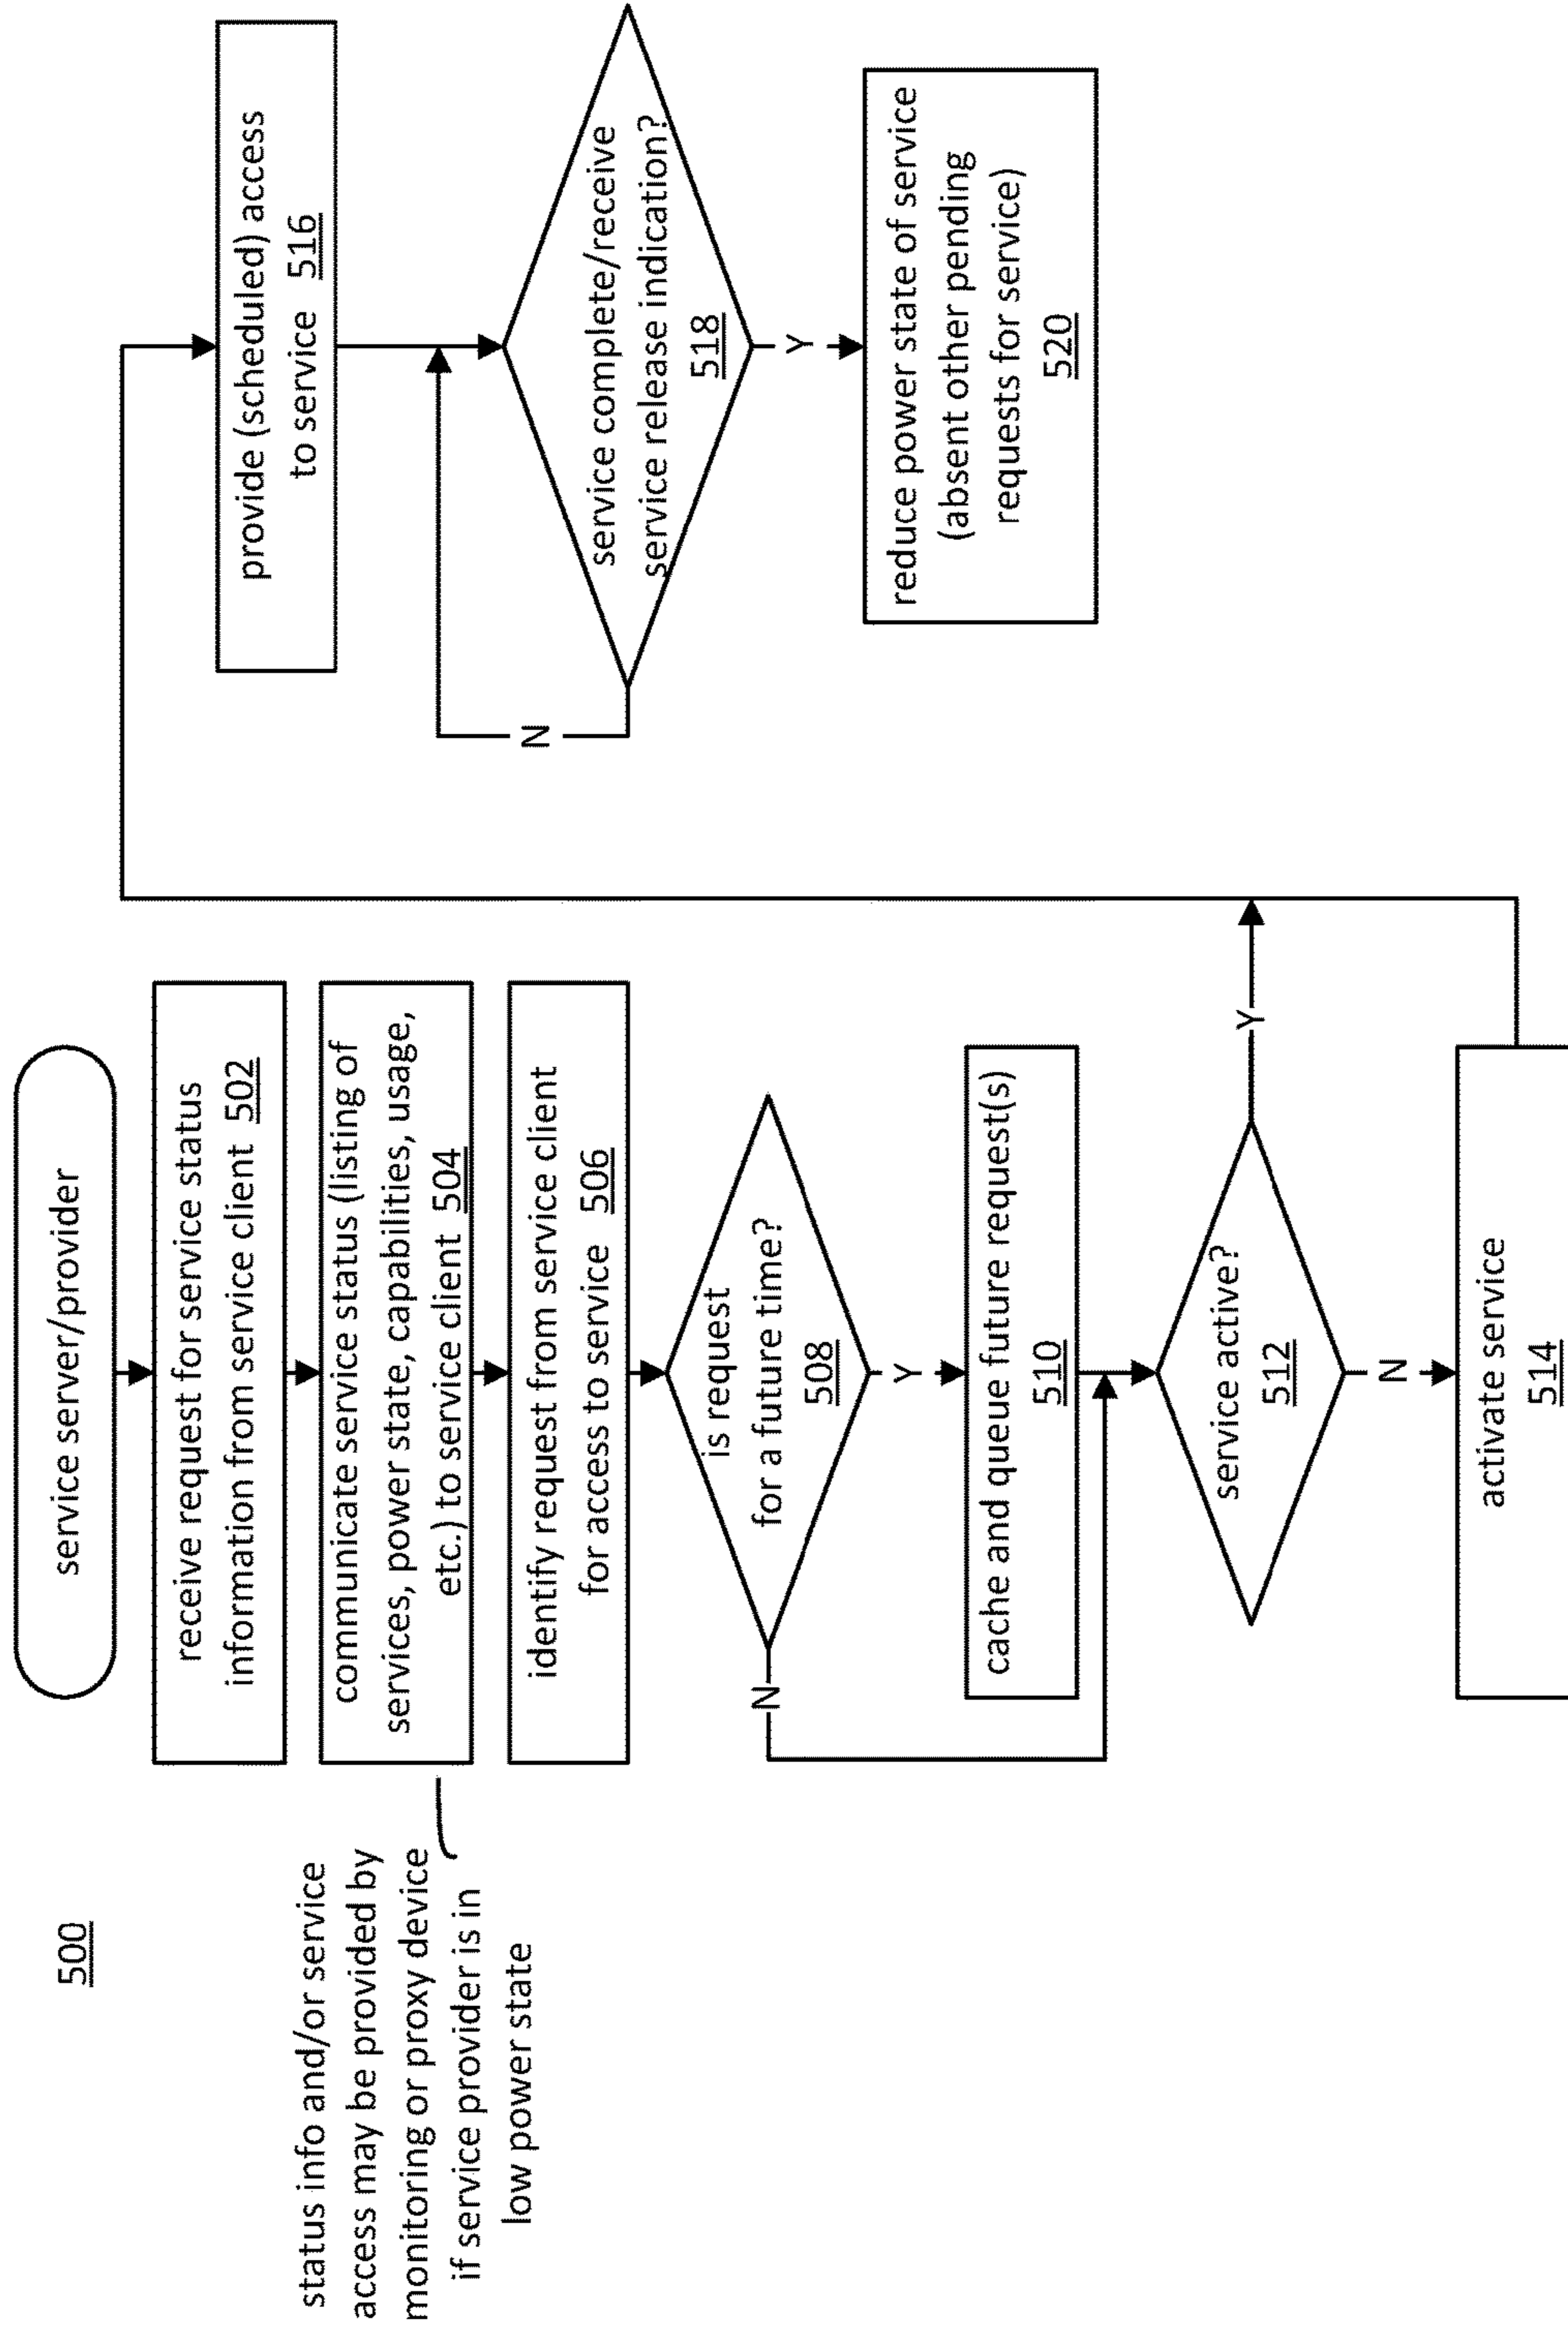 500
service server/provider
receive request for service status
information from service client 502
communicate service status (listing of
services, power state, capabilities, usage,
etc.) to service client 504
status info and/or service
access may be provided by
monitoring or proxy device
if service provider is in
low power state
identify request from service client
for access to service 506
is request
for a future time?
508
N
Y
cache and queue future request(s)
510
service active?
512
Y
N
activate service
514
provide (scheduled) access
to service 516
service complete/receive
service release indication?
518
N
Y
reduce power state of service
(absent other pending
requests for service)
520